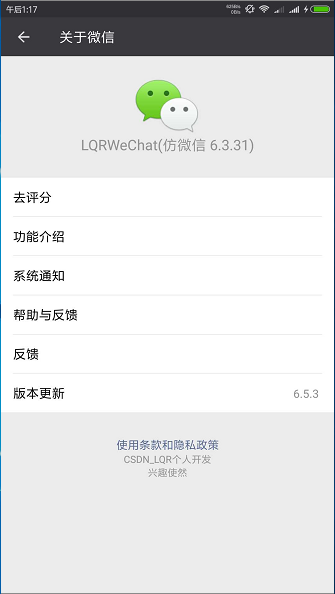 午后1:17
625B/s
0B/s
关于微信
LQRWeChat(仿微信 6.3.31)
去评分
功能介绍
系统通知
帮助与反馈
反馈
版本更新 6.5.3
使用条款和隐私政策
CSDN_LQR个人开发
兴趣使然